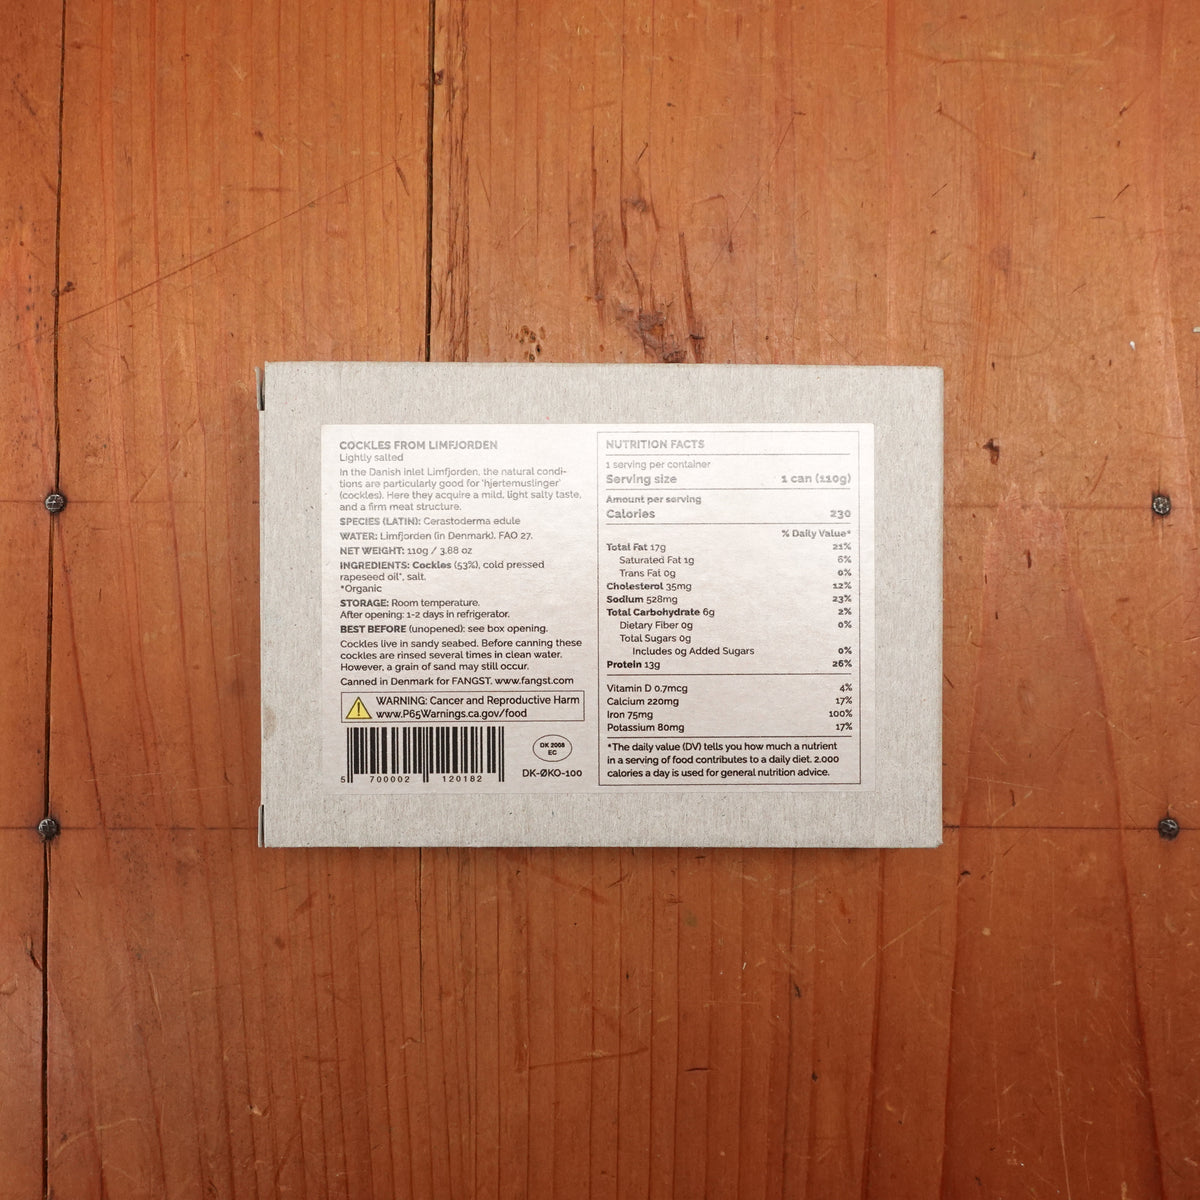 COCKLES FROM LIMFJORDEN
Lightly salted
In the Danish inlet Limfjorden, the natural condi-
tions are particularly good for 'hjertemuslinger'
(cockles). Here they acquire a mild, light salty taste,
and a firm meat structure.
SPECIES (LATIN): Cerastoderma edule
WATER: Limfjorden (in Denmark). FAO 27.
NET WEIGHT: 110g / 3.88 oz
INGREDIENTS: Cockles (53%), cold pressed
rapeseed oil*, salt.
*Organic
STORAGE: Room temperature.
After opening: 1-2 days in refrigerator.
BEST BEFORE (unopened): see box opening.
Cockles live in sandy seabed. Before canning these
cockles are rinsed several times in clean water.
However, a grain of sand may still occur.
Canned in Denmark for FANGST. www.fangst.com
WARNING: Cancer and Reproductive Harm
www.P65Warnings.ca.gov/food
5 700002 120182
DK 2008
EC
DK-ØKO-100
NUTRITION FACTS
1 serving per container
Serving size 1 can (110g)
Amount per serving
Calories 230
% Daily Value*
Total Fat 17g 21%
Saturated Fat 1g 6%
Trans Fat 0g 0%
Cholesterol 35mg 12%
Sodium 528mg 23%
Total Carbohydrate 6g 2%
Dietary Fiber 0g 0%
Total Sugars 0g
Includes 0g Added Sugars 0%
Protein 13g 26%
Vitamin D 0.7mcg 4%
Calcium 220mg 17%
Iron 75mg 100%
Potassium 80mg 17%
*The daily value (DV) tells you how much a nutrient
in a serving of food contributes to a daily diet. 2.000
calories a day is used for general nutrition advice.